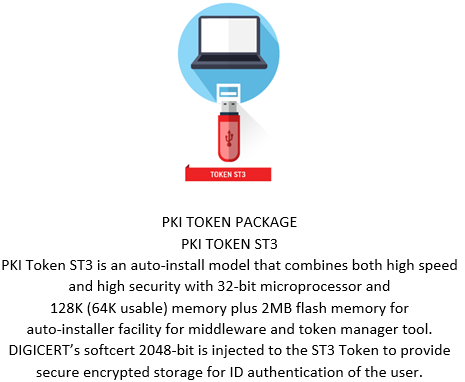 TOKEN ST3
PKI TOKEN PACKAGE
PKI TOKEN ST3
PKI Token ST3 is an auto-install model that combines both high speed
and high security with 32-bit microprocessor and
128K (64K usable) memory plus 2MB flash memory for
auto-installer facility for middleware and token manager tool.
DIGICERT’s softcert 2048-bit is injected to the ST3 Token to provide
secure encrypted storage for ID authentication of the user.